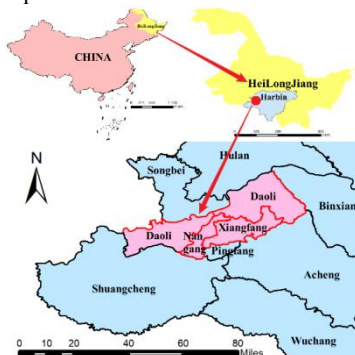 HeiLongJiang
CHINA
HeiLongJiang
Harbin
N
Hulan
Songbei
Daoli
Binxian
Xiangfang
Daoli
Nan
gang
Pingfang
Acheng
Shuangcheng
Wuchang
0 10 20 40 60 80
Miles